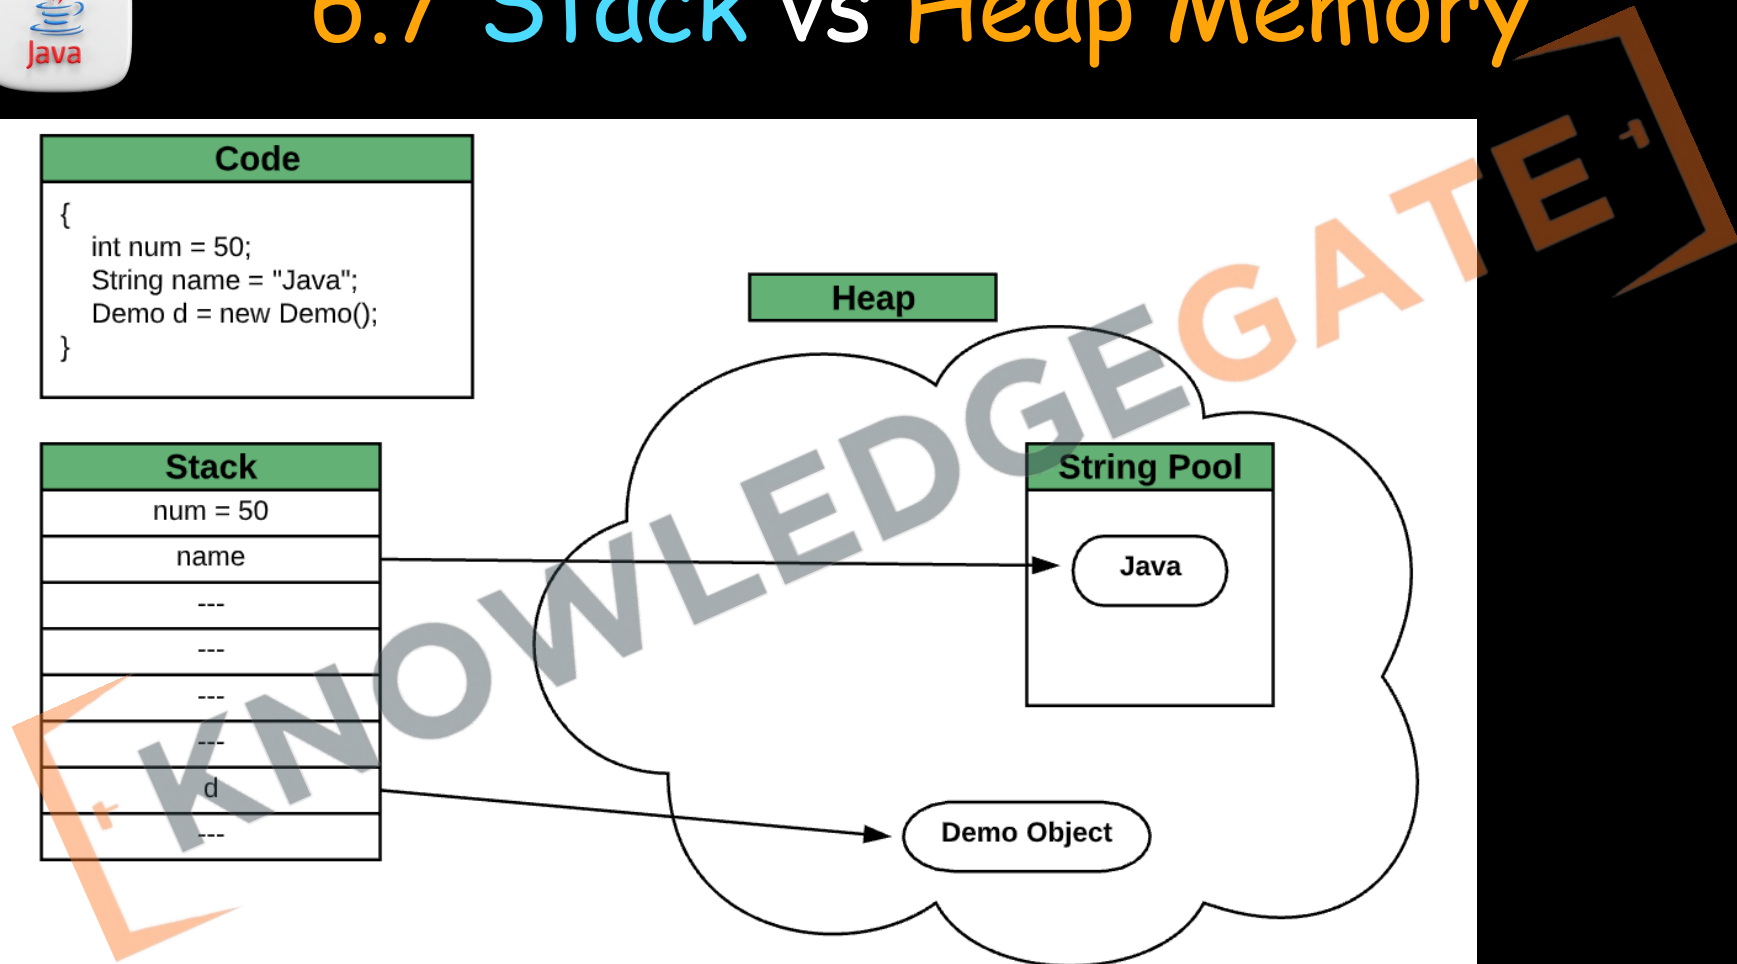 Java
6.7 Stack vs Heap Memory
Code
{
int num = 50;
String name = "Java";
Demo d = new Demo();
}
Heap
Stack
num = 50
name
---
---
---
---
d
---
String Pool
Java
Demo Object
KNOWLEDGEGATE